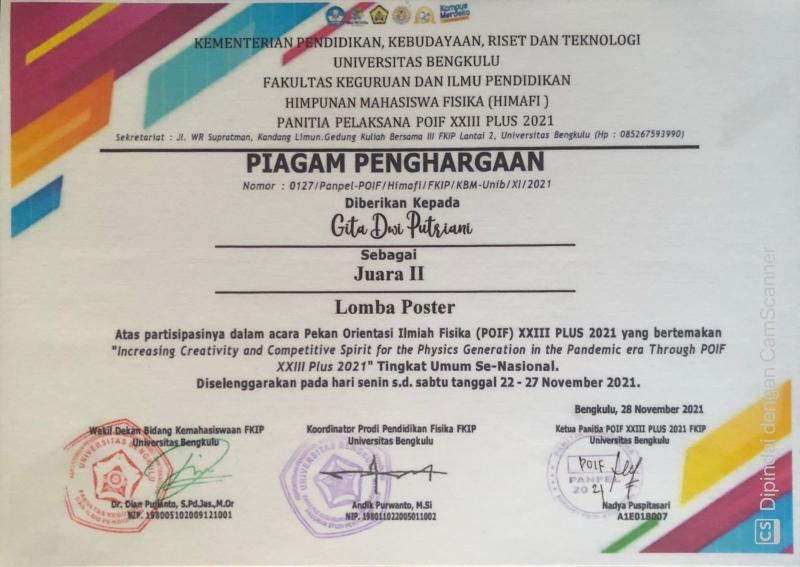 Kampus
Merdeka
KEMENTERIAN PENDIDIKAN, KEBUDAYAAN, RISET DAN TEKNOLOGI
UNIVERSITAS BENGKULU
FAKULTAS KEGURUAN DAN ILMU PENDIDIKAN
HIMPUNAN MAHASISWA FISIKA (HIMAFI )
PANITIA PELAKSANA POIF XXIII PLUS 2021
Sekretariat : Jl. WR Supratman, Kandang Limun.Gedung Kuliah Bersama III FKIP Lantai 2, Universitas Bengkulu (Hp : 085267593990)
PIAGAM PENGHARGAAN
Nomor : 0127/Panpel-POIF/Himafi/FKIP/KBM-Unib/XI/2021
Diberikan Kepada
Gita Dwi Putriani
Sebagai
Juara II
Lomba Poster
Atas partisipasinya dalam acara Pekan Orientasi Ilmiah Fisika (POIF) XXIII PLUS 2021 yang bertemakan
"Increasing Creativity and Competitive Spirit for the Physics Generation in the Pandemic era Through POIF
XXIII Plus 2021" Tingkat Umum Se-Nasional.
Diselenggarakan pada hari senin s.d. sabtu tanggal 22 - 27 November 2021.
Bengkulu, 28 November 2021
Wakil Dekan Bidang Kemahasiswaan FKIP
Universitas Bengkulu
Dr. Dian Pujianto, S.Pd.Jas.,M.Or
NIP. 198005102009121001
Koordinator Prodi Pendidikan Fisika FKIP
Universitas Bengkulu
Andik Purwanto, M.Si
NIP. 198011022005011002
Ketua Panitia POIF XXIII PLUS 2021 FKIP
Universitas Bengkulu
POIF
PANPEL
2021
Nadya Puspitasari
A1E018007
UNIVERSITAS BENGKULU
UNIVERSITAS BENGKULU
CS Dipindai dengan CamScanner